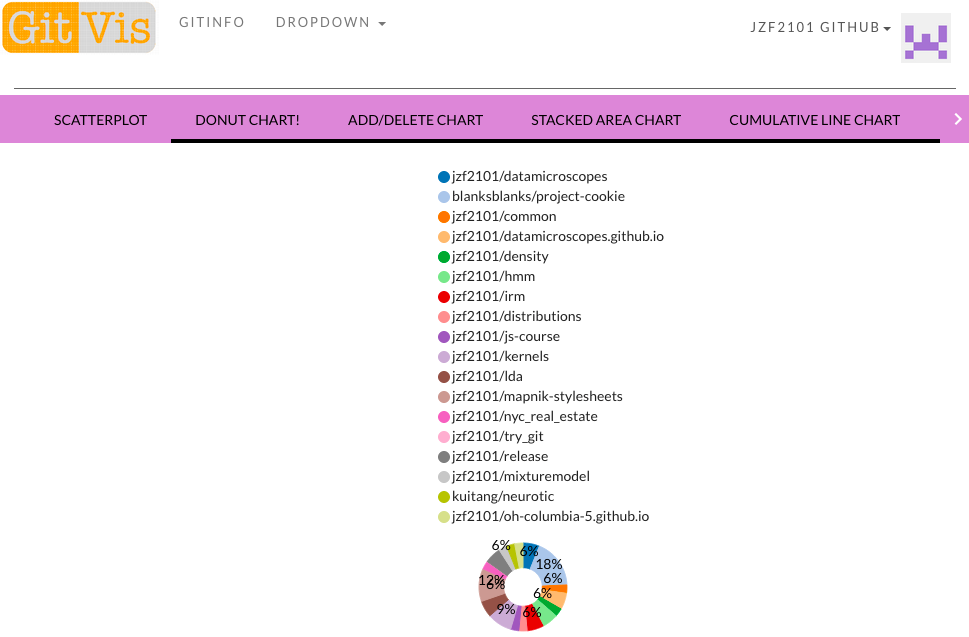 GitVis
GITINFO
DROPDOWN
JZF2101 GITHUB
SCATTERPLOT
DONUT CHART!
ADD/DELETE CHART
STACKED AREA CHART
CUMULATIVE LINE CHART
jzf2101/datamicroscopes
blanksblanks/project-cookie
jzf2101/common
jzf2101/datamicroscopes.github.io
jzf2101/density
jzf2101/hmm
jzf2101/irm
jzf2101/distributions
jzf2101/js-course
jzf2101/kernels
jzf2101/lda
jzf2101/mapnik-stylesheets
jzf2101/nyc_real_estate
jzf2101/try_git
jzf2101/release
jzf2101/mixturemodel
kuitang/neurotic
jzf2101/oh-columbia-5.github.io
6%
6%
18%
6%
12%
6%
6%
9%
6%